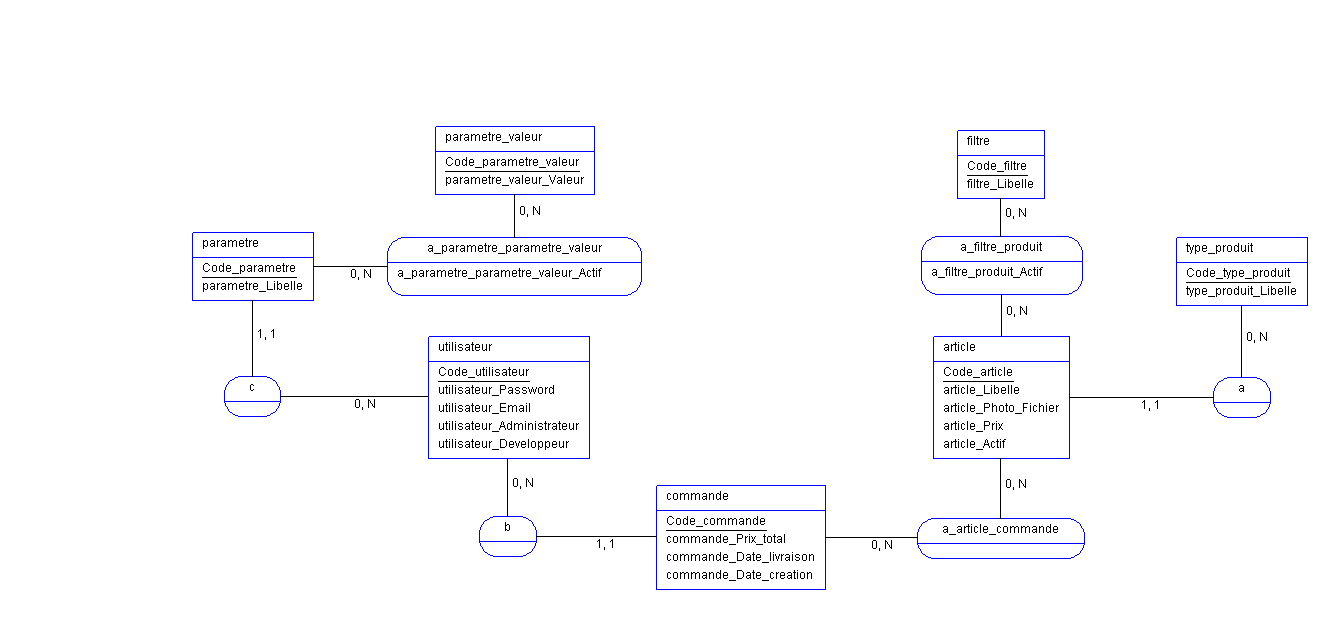 parametre_valeur
Code_parametre_valeur
parametre_valeur_Valeur
0, N
parametre
Code_parametre
parametre_Libelle
0, N
a_parametre_parametre_valeur
a_parametre_parametre_valeur_Actif
1, 1
c
0, N
utilisateur
Code_utilisateur
utilisateur_Password
utilisateur_Email
utilisateur_Administrateur
utilisateur_Developpeur
0, N
b
1, 1
commande
Code_commande
commande_Prix_total
commande_Date_livraison
commande_Date_creation
0, N
a_article_commande
0, N
filtre
Code_filtre
filtre_Libelle
0, N
a_filtre_produit
a_filtre_produit_Actif
0, N
article
Code_article
article_Libelle
article_Photo_Fichier
article_Prix
article_Actif
1, 1
type_produit
Code_type_produit
type_produit_Libelle
0, N
a